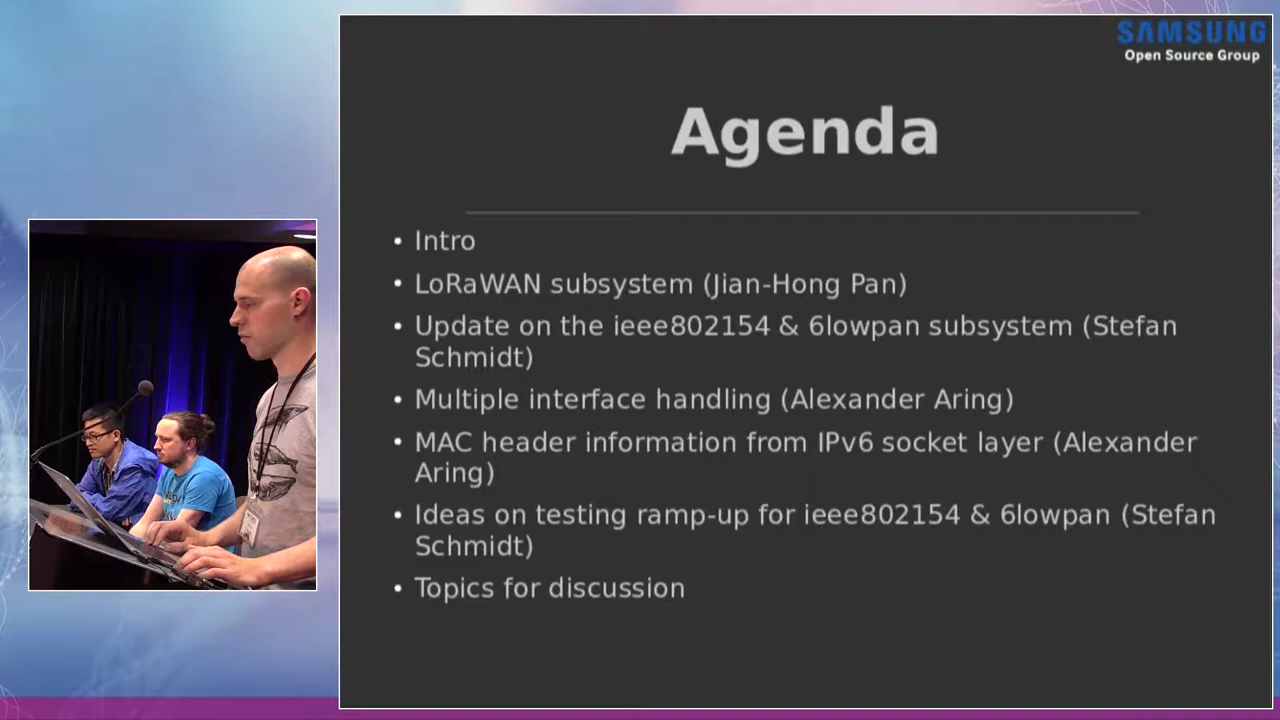 SAMSUNG
Open Source Group
Agenda
• Intro
• LoRaWAN subsystem (Jian-Hong Pan)
• Update on the ieee802154 & 6lowpan subsystem (Stefan
Schmidt)
• Multiple interface handling (Alexander Aring)
• MAC header information from IPv6 socket layer (Alexander
Aring)
• Ideas on testing ramp-up for ieee802154 & 6lowpan (Stefan
Schmidt)
• Topics for discussion